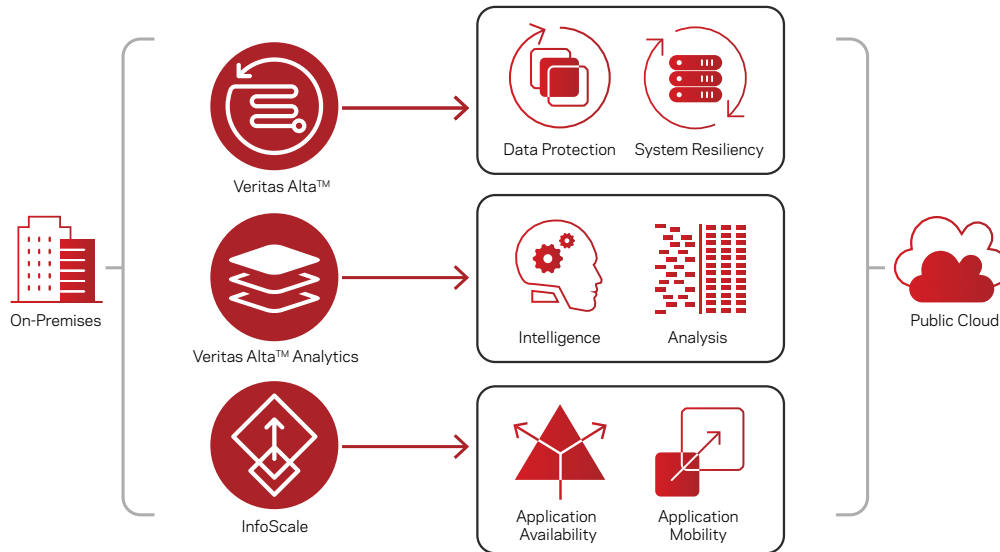 Data Protection
System Resiliency
Veritas Alta™
On-Premises
Intelligence
Analysis
Public Cloud
Veritas Alta™ Analytics
InfoScale
Application
Availability
Application
Mobility